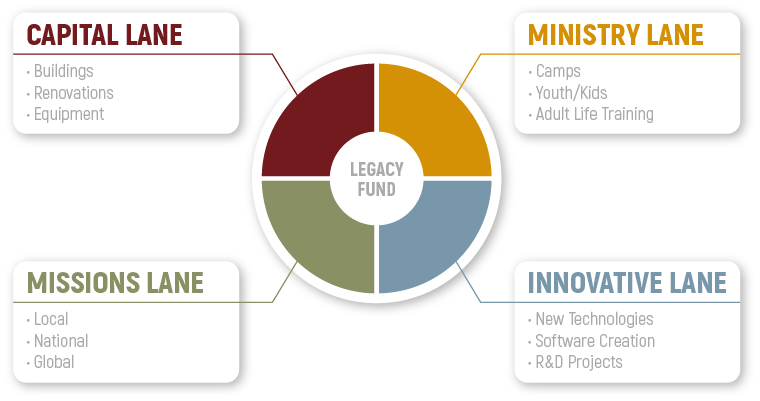 CAPITAL LANE
· Buildings
· Renovations
· Equipment
MINISTRY LANE
· Camps
· Youth/Kids
· Adult Life Training
LEGACY
FUND
MISSIONS LANE
· Local
· National
· Global
INNOVATIVE LANE
· New Technologies
· Software Creation
· R&D Projects